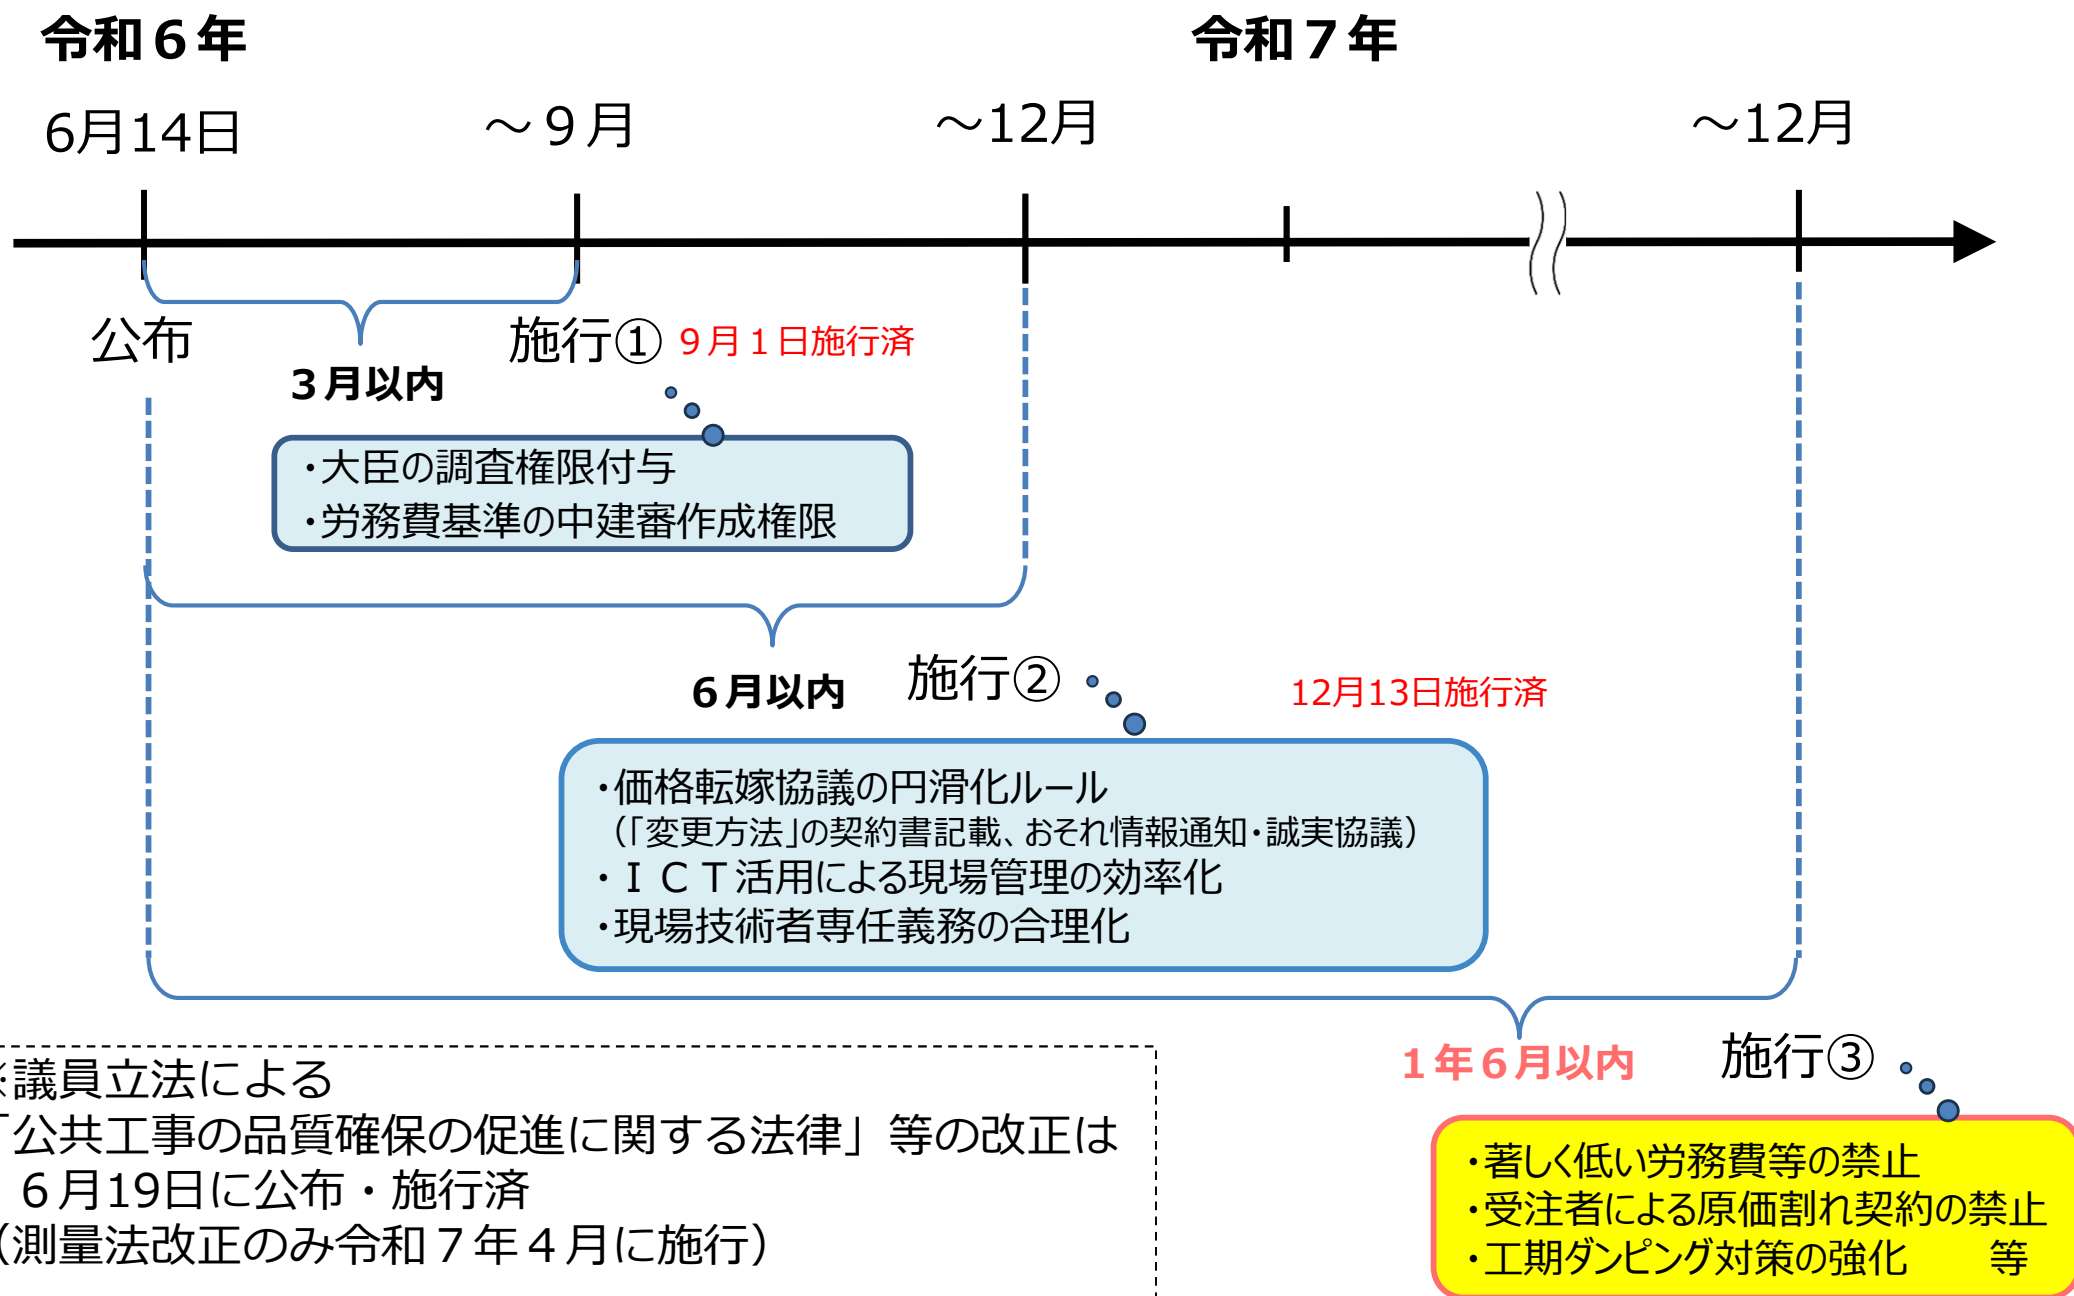 令和６年
令和７年
6月14日
～９月
～12月
～12月
公布
３月以内
施行①
９月１日施行済
・大臣の調査権限付与
・労務費基準の中建審作成権限
６月以内
施行②
12月13日施行済
・価格転嫁協議の円滑化ルール
（「変更方法」の契約書記載、おそれ情報通知・誠実協議）
・ＩＣＴ活用による現場管理の効率化
・現場技術者専任義務の合理化
１年６月以内
施行③
・著しく低い労務費等の禁止
・受注者による原価割れ契約の禁止
・工期ダンピング対策の強化　　等
※議員立法による
「公共工事の品質確保の促進に関する法律」等の改正は
６月19日に公布・施行済
（測量法改正のみ令和７年４月に施行）